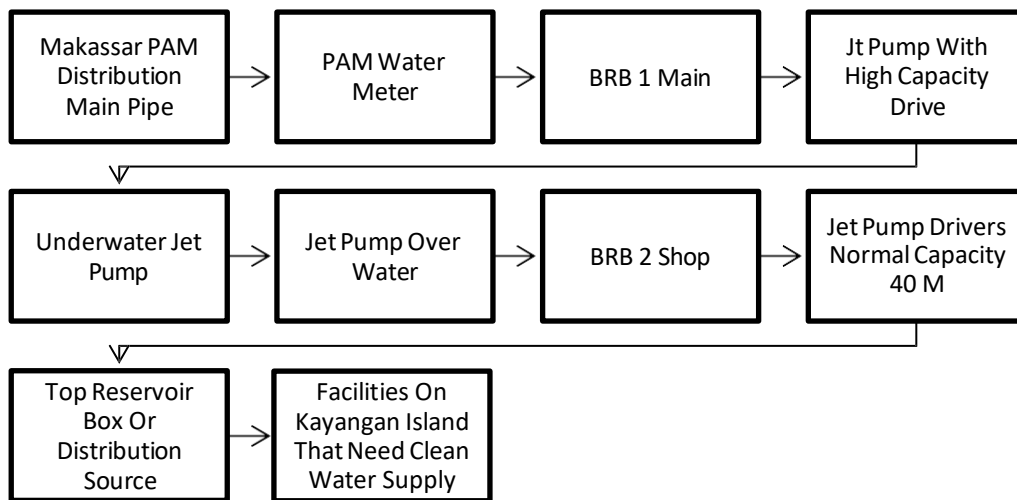 Makassar PAM
Distribution
Main Pipe
PAM Water
Meter
BRB 1 Main
Jt Pump With
High Capacity
Drive
Underwater Jet
Pump
Jet Pump Over
Water
BRB 2 Shop
Jet Pump Drivers
Normal Capacity
40 M
Top Reservoir
Box Or
Distribution
Source
Facilities On
Kayangan Island
That Need Clean
Water Supply